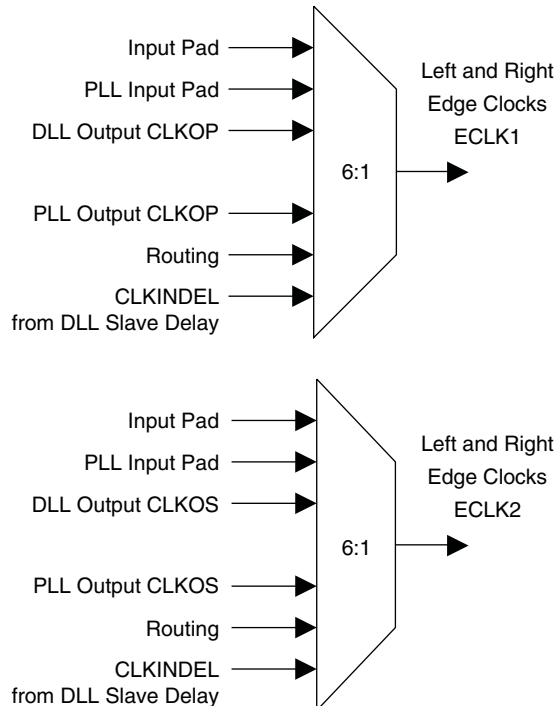 Input Pad
PLL Input Pad
DLL Output CLKOP
PLL Output CLKOP
Routing
CLKINDEL
from DLL Slave Delay
6:1
Left and Right
Edge Clocks
ECLK1
Input Pad
PLL Input Pad
DLL Output CLKOS
PLL Output CLKOS
Routing
CLKINDEL
from DLL Slave Delay
6:1
Left and Right
Edge Clocks
ECLK2